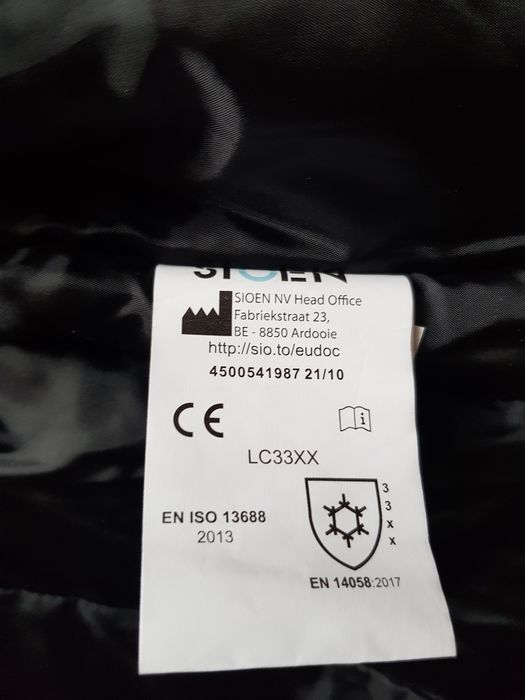 SIOEN
SIOEN NV Head Office
Fabriekstraat 23,
BE - 8850 Ardooie
http://sio.to/eudoc
4500541987 21/10
CE
i
LC33XX
3
3
X
X
EN ISO 13688
2013
EN 14058:2017